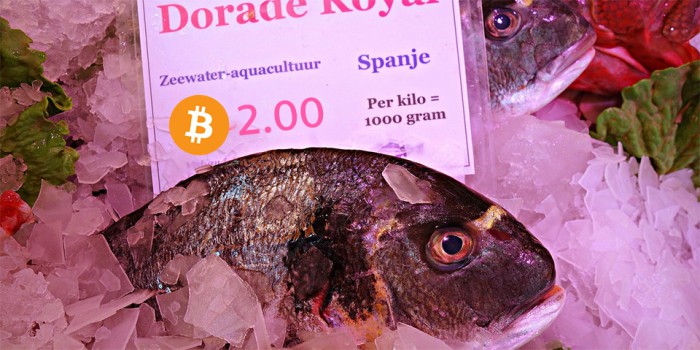 Dorade Royal
Zeewater-aquacultuur
Spanje
₿ 2.00
Per kilo =
1000 gram